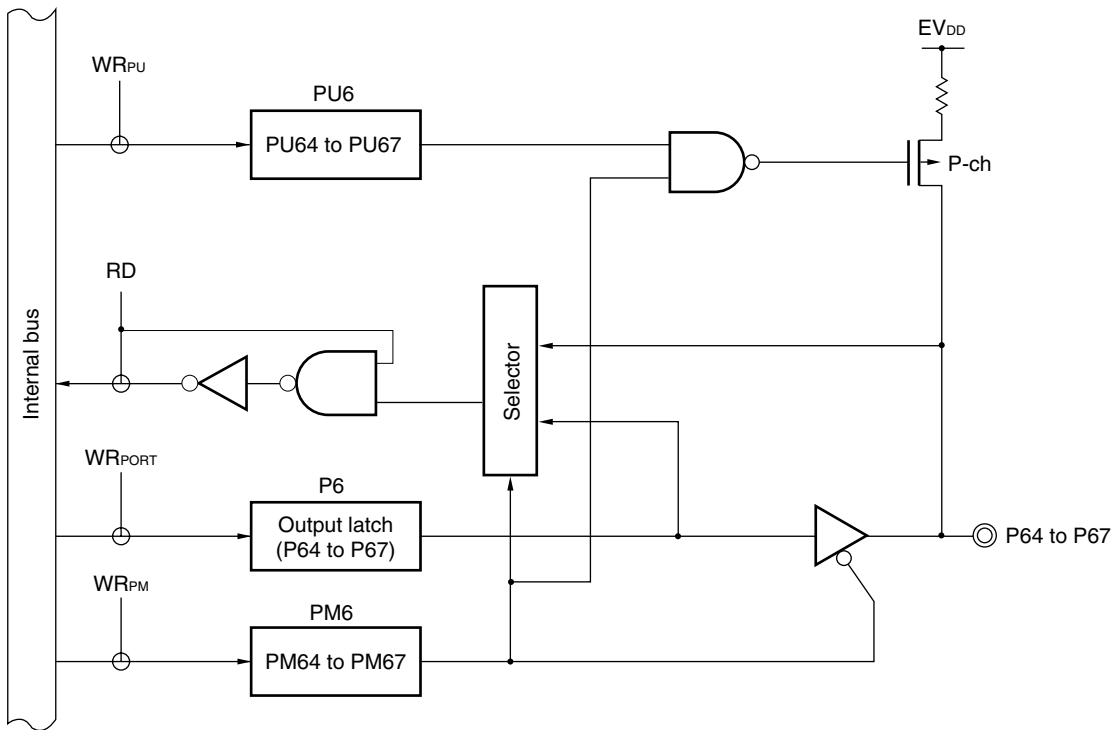 EVDD
WRPU
PU6
PU64 to PU67
P-ch
RD
Internal bus
Selector
WRPORT
P6
Output latch
(P64 to P67)
P64 to P67
WRPM
PM6
PM64 to PM67